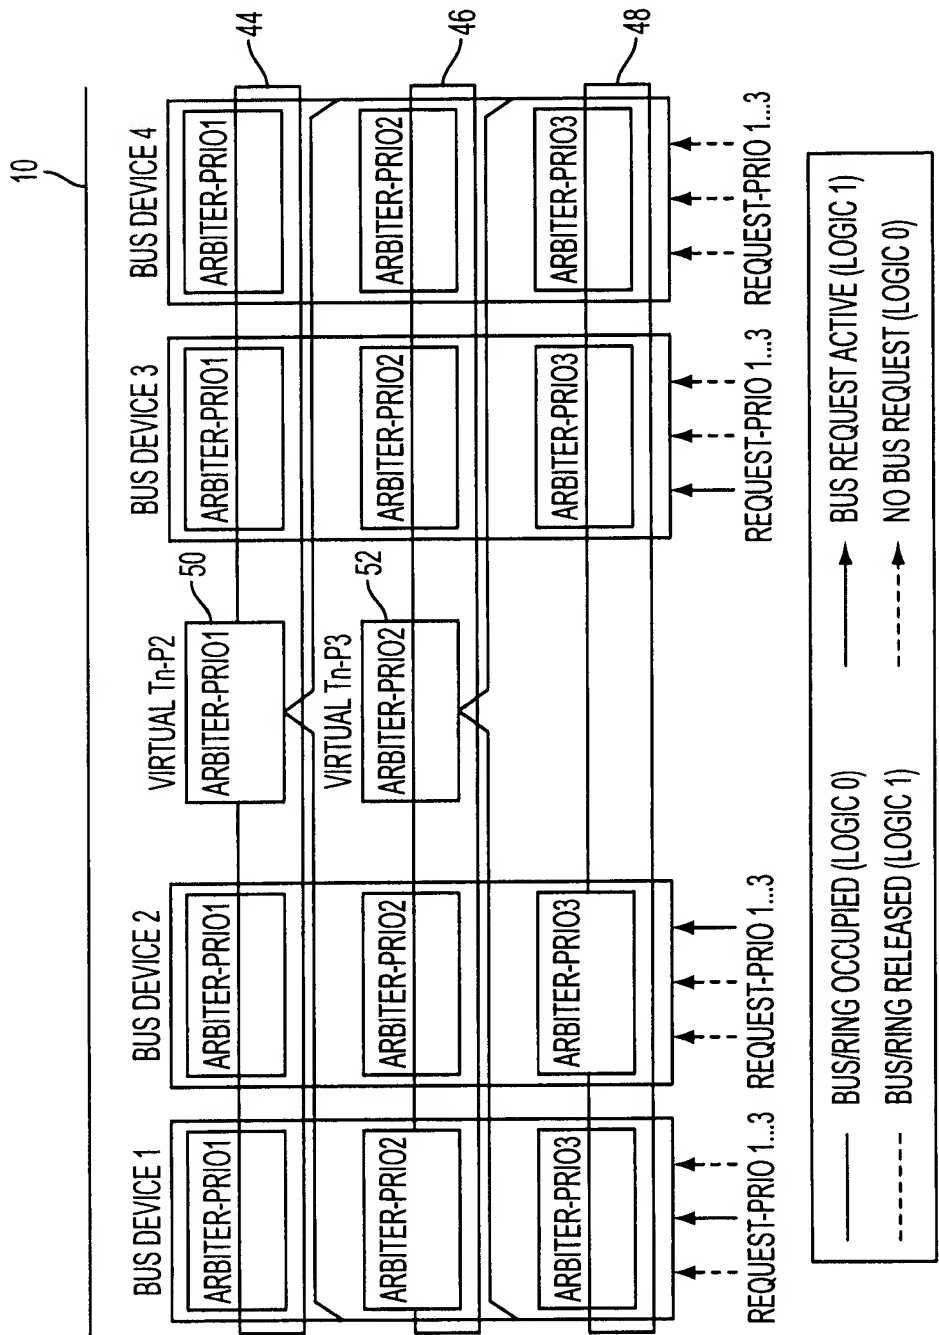 10
BUS DEVICE 1
BUS DEVICE 2
VIRTUAL Tn-P2
50
BUS DEVICE 3
BUS DEVICE 4
ARBITER-PRIO1
ARBITER-PRIO1
ARBITER-PRIO1
ARBITER-PRIO1
ARBITER-PRIO1
44
VIRTUAL Tn-P3
52
ARBITER-PRIO2
ARBITER-PRIO2
ARBITER-PRIO2
ARBITER-PRIO2
ARBITER-PRIO2
46
ARBITER-PRIO3
ARBITER-PRIO3
ARBITER-PRIO3
ARBITER-PRIO3
48
REQUEST-PRIO 1...3
REQUEST-PRIO 1...3
REQUEST-PRIO 1...3
REQUEST-PRIO 1...3
BUS/RING OCCUPIED (LOGIC 0)
BUS REQUEST ACTIVE (LOGIC 1)
BUS/RING RELEASED (LOGIC 1)
NO BUS REQUEST (LOGIC 0)